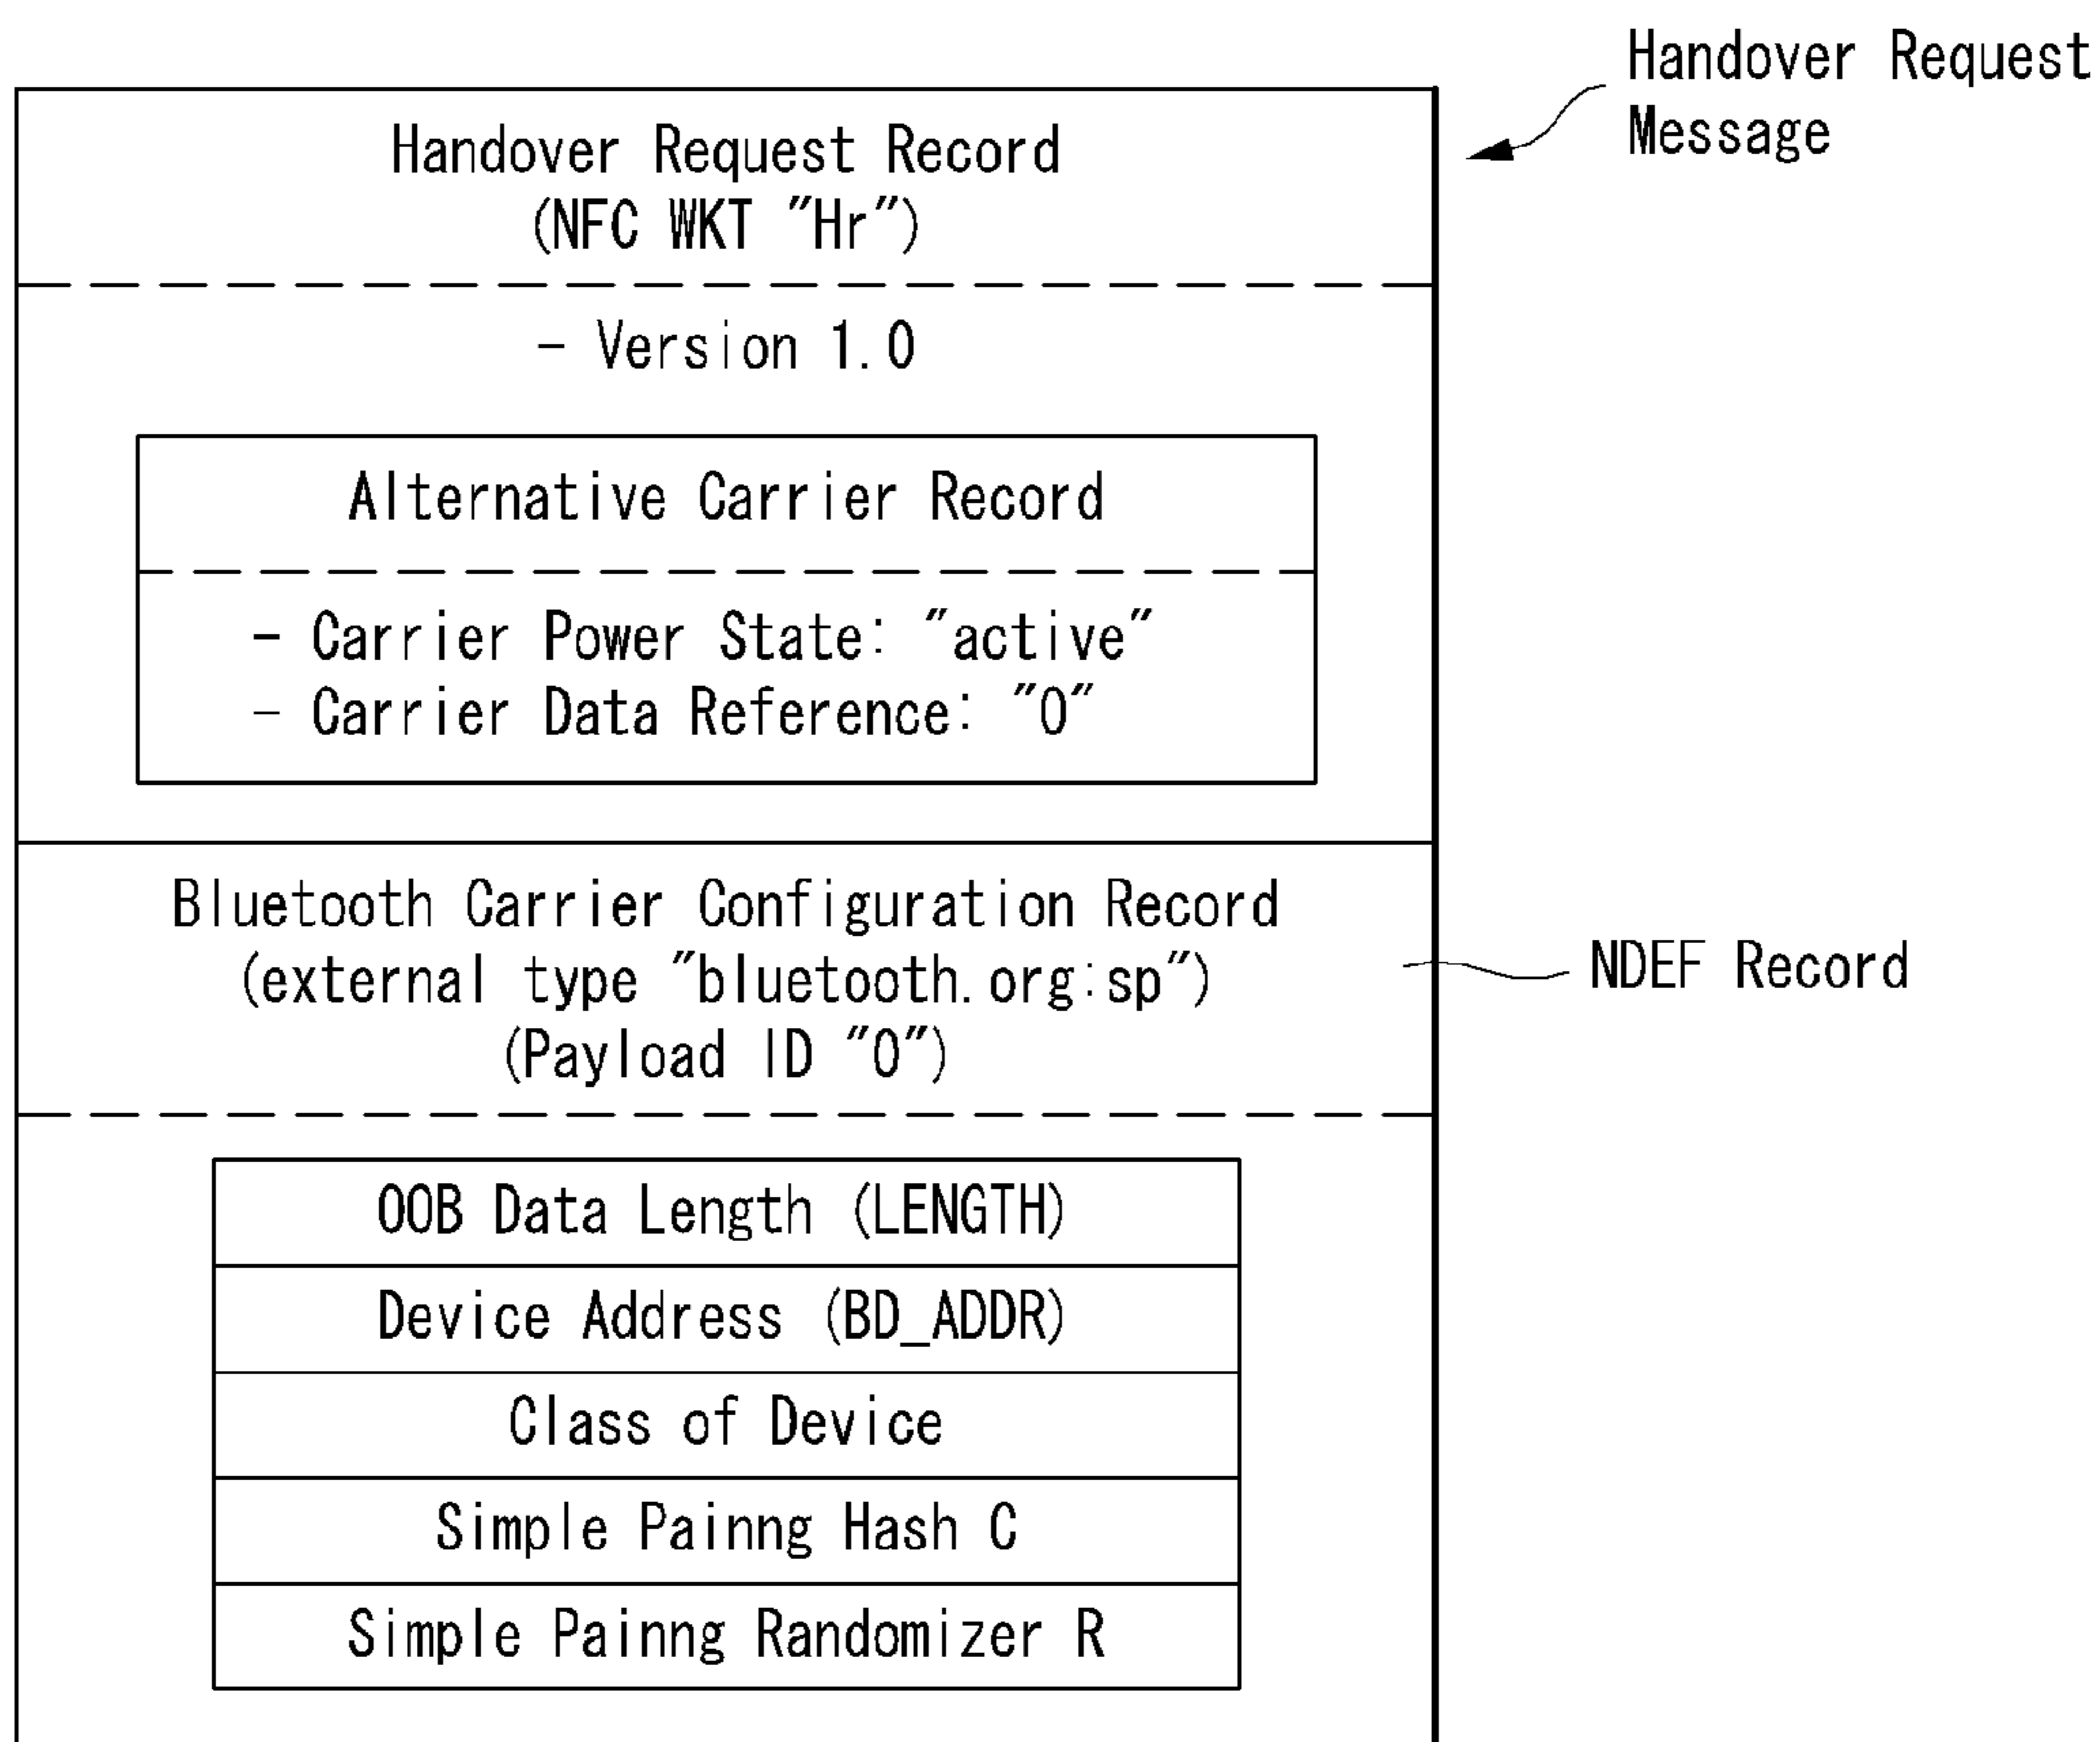 Handover Request
Message
Handover Request Record
(NFC WKT "Hr")
- Version 1.0
Alternative Carrier Record
- Carrier Power State: "active"
- Carrier Data Reference: "0"
Bluetooth Carrier Configuration Record
(external type "bluetooth.org:sp")
(Payload ID "0")
NDEF Record
OOB Data Length (LENGTH)
Device Address (BD_ADDR)
Class of Device
Simple Painng Hash C
Simple Painng Randomizer R